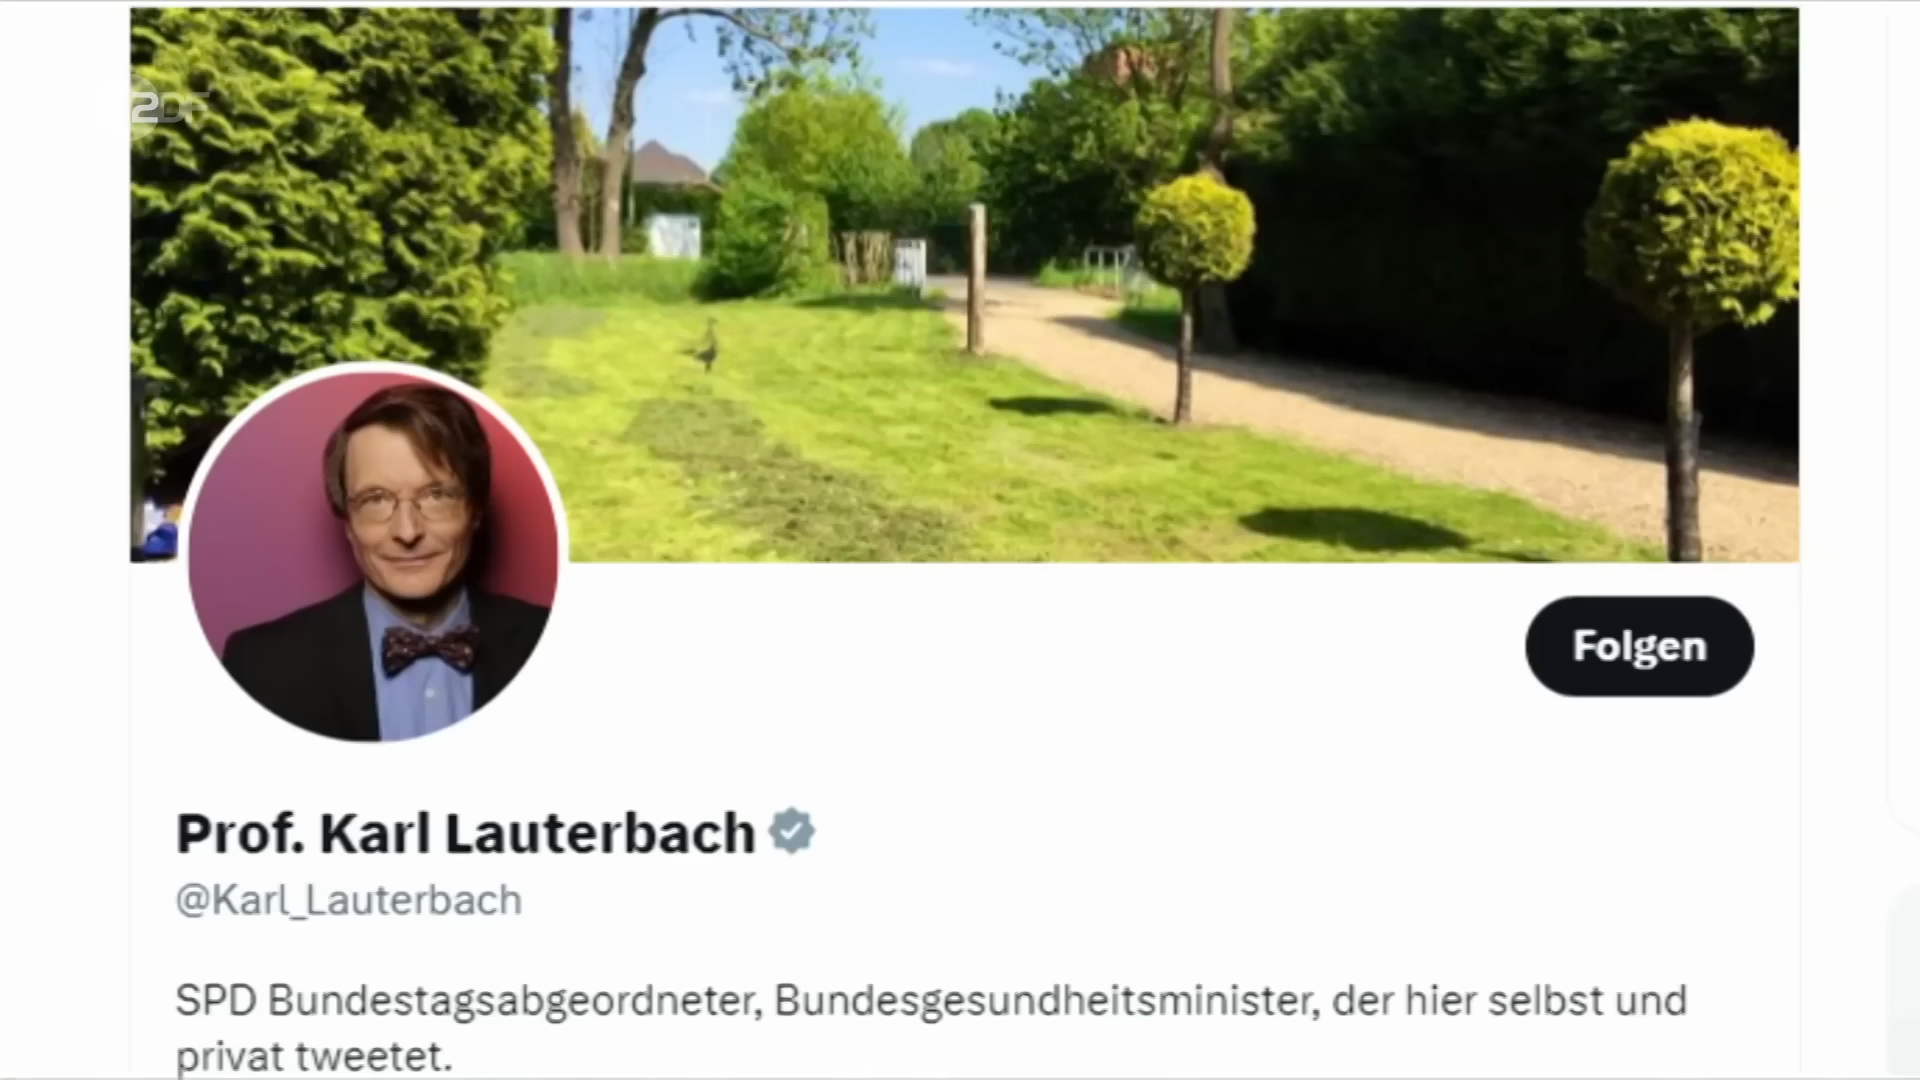 ZDF
Folgen
Prof. Karl Lauterbach
@Karl_Lauterbach
SPD Bundestagsabgeordneter, Bundesgesundheitsminister, der hier selbst und
privat tweetet.